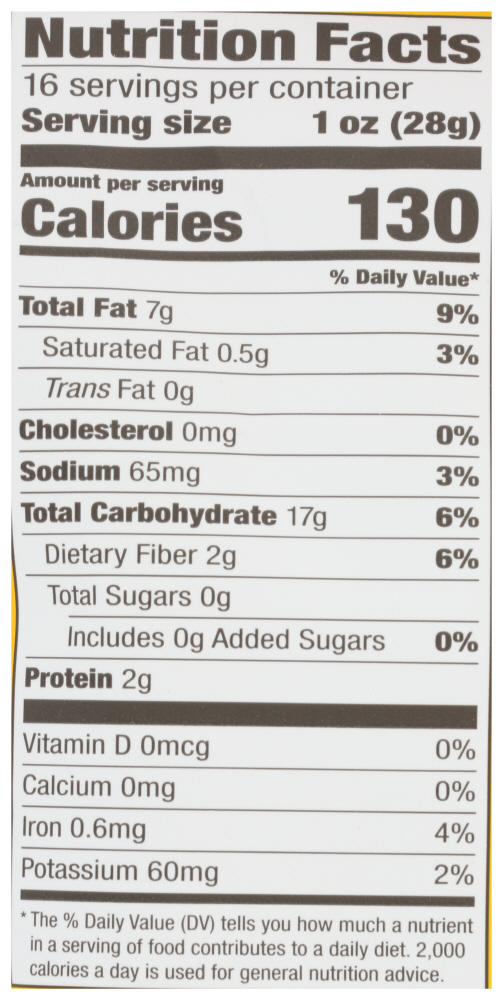 Nutrition Facts
16 servings per container
Serving size 1 oz (28g)
Amount per serving
Calories 130
% Daily Value*
Total Fat 7g 9%
Saturated Fat 0.5g 3%
Trans Fat 0g
Cholesterol 0mg 0%
Sodium 65mg 3%
Total Carbohydrate 17g 6%
Dietary Fiber 2g 6%
Total Sugars 0g
Includes 0g Added Sugars 0%
Protein 2g
Vitamin D 0mcg 0%
Calcium 0mg 0%
Iron 0.6mg 4%
Potassium 60mg 2%
* The % Daily Value (DV) tells you how much a nutrient
in a serving of food contributes to a daily diet. 2,000
calories a day is used for general nutrition advice.